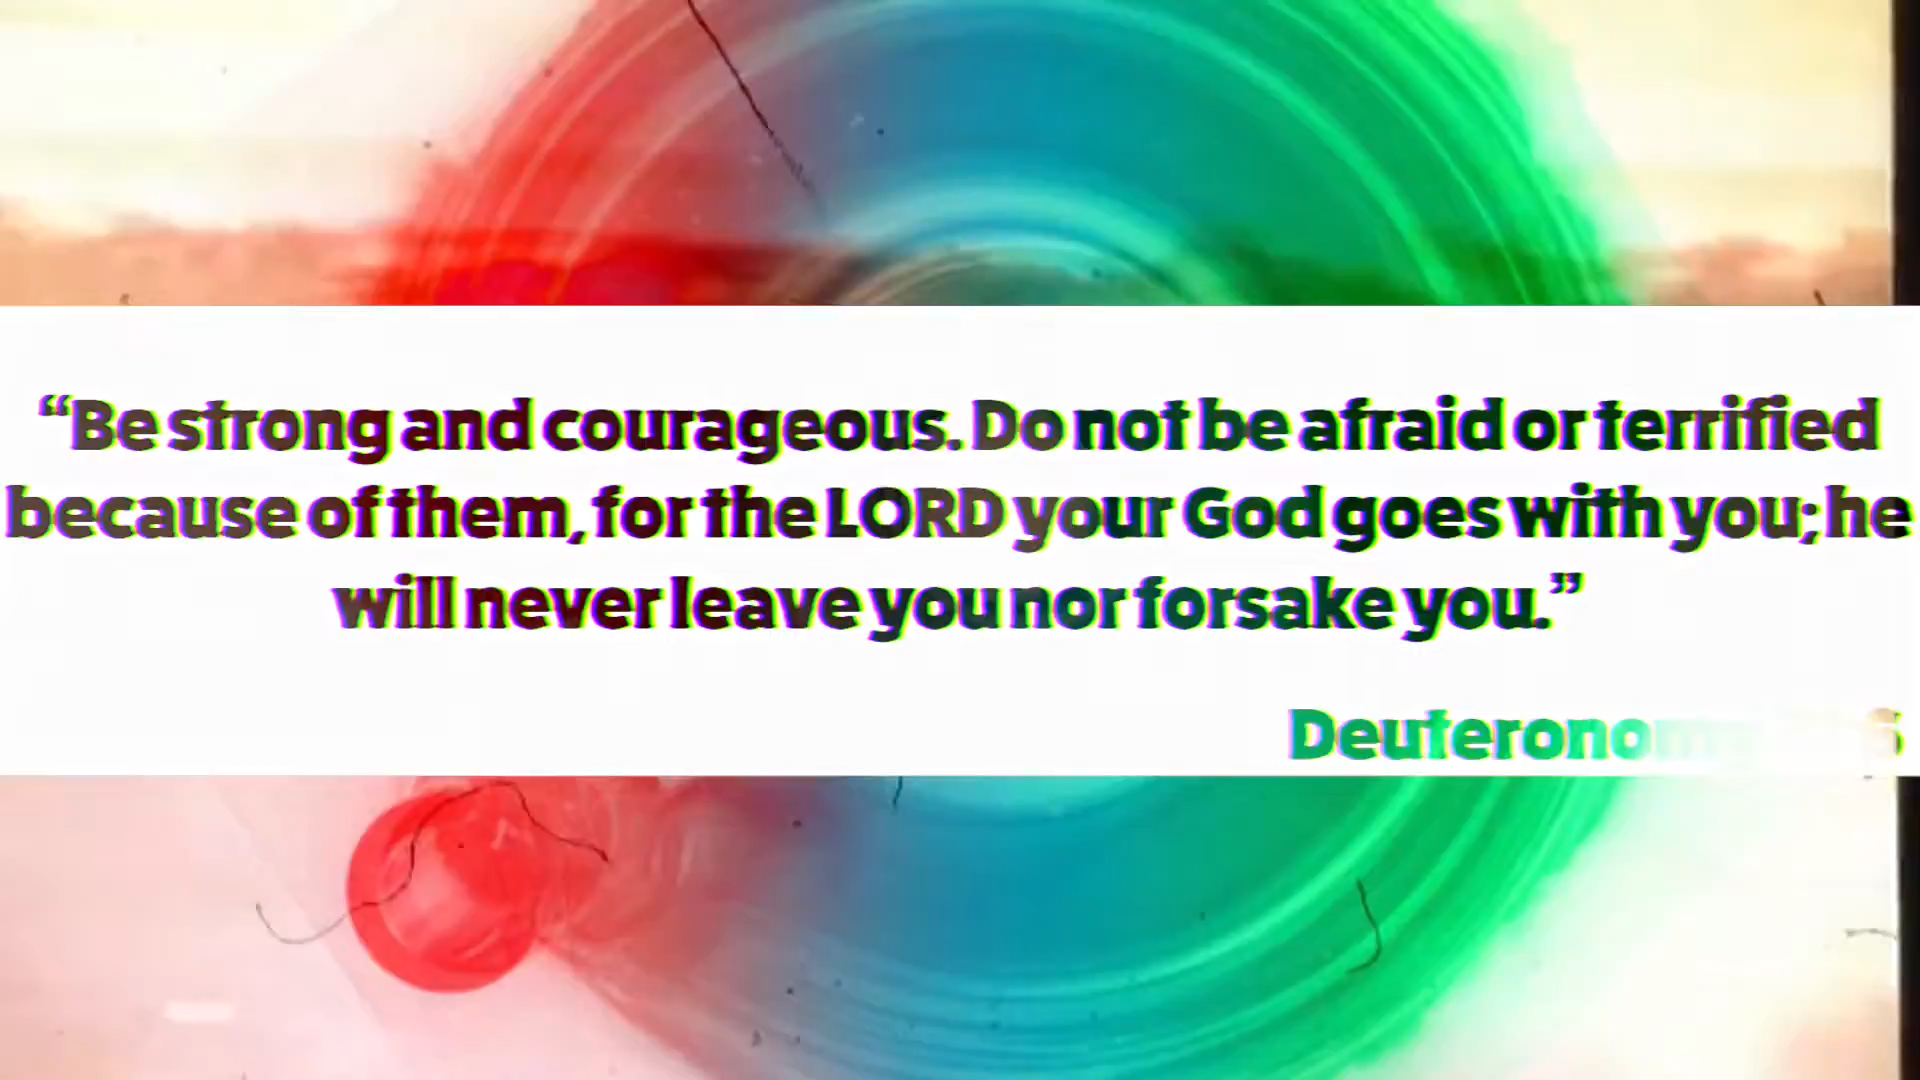 “Be strong and courageous. Do not be afraid or terrified
because of them, for the LORD your God goes with you; he
will never leave you nor forsake you.”
Deuteronomy